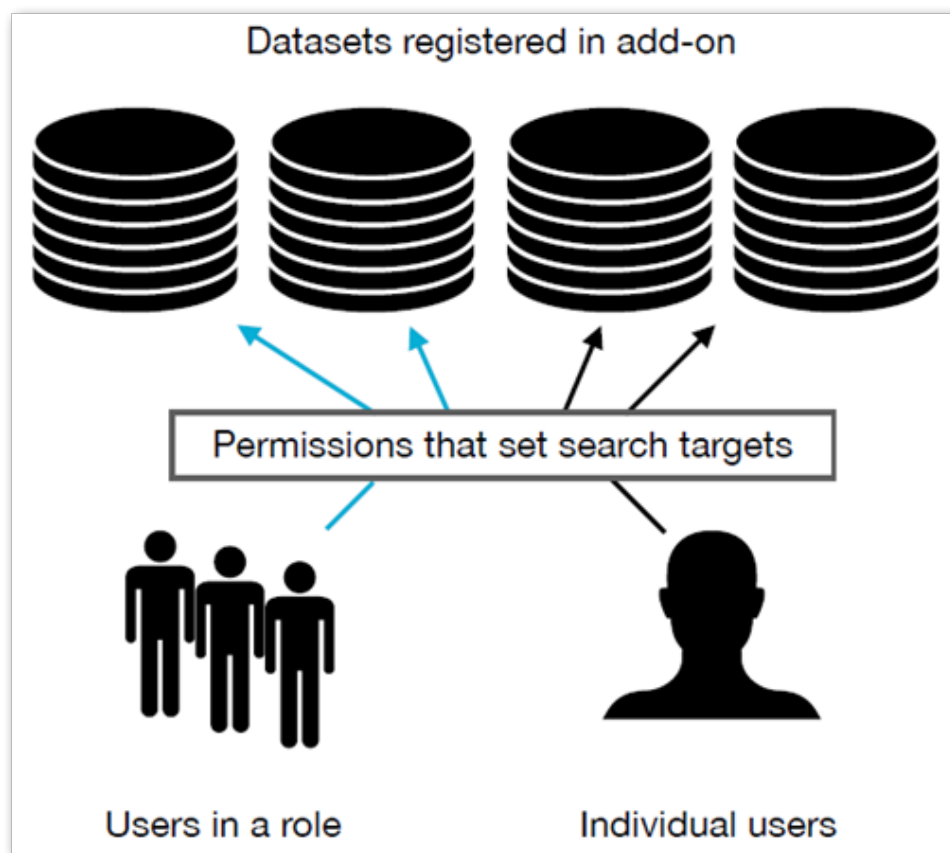 Datasets registered in add-on
Permissions that set search targets
Users in a role
Individual users